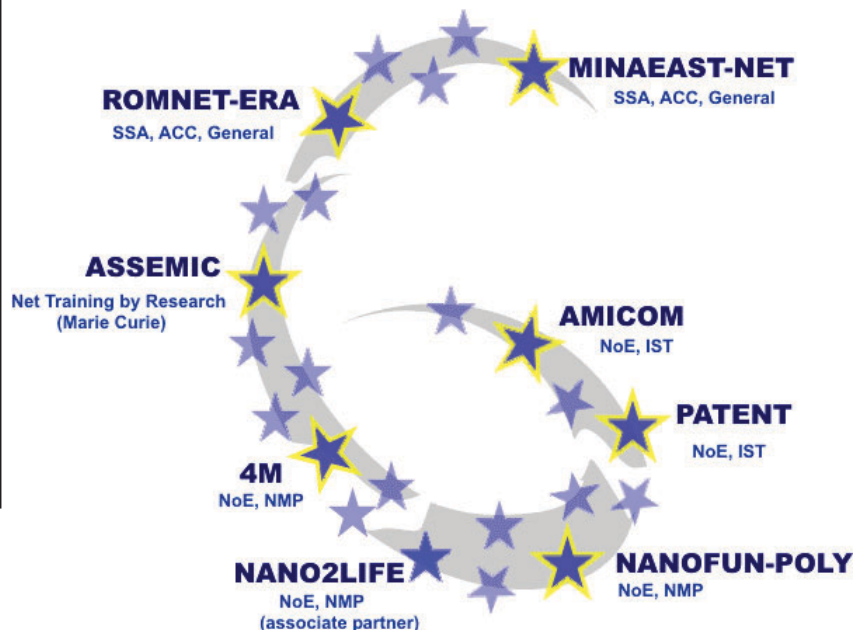 MINAEAST-NET
SSA, ACC, General
ROMNET-ERA
SSA, ACC, General
ASSEMIC
Net Training by Research
(Marie Curie)
AMICOM
NoE, IST
PATENT
NoE, IST
4M
NoE, NMP
NANOFUN-POLY
NoE, NMP
NANO2LIFE
NoE, NMP
(associate partner)